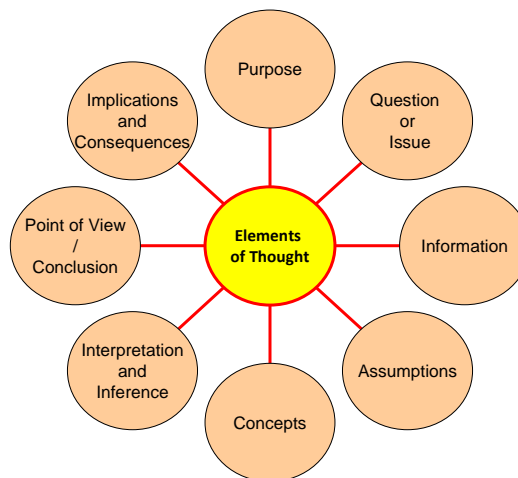 Purpose
Implications
and
Consequences
Question
or
Issue
Point of View
/
Conclusion
Elements
of Thought
Information
Interpretation
and
Inference
Assumptions
Concepts